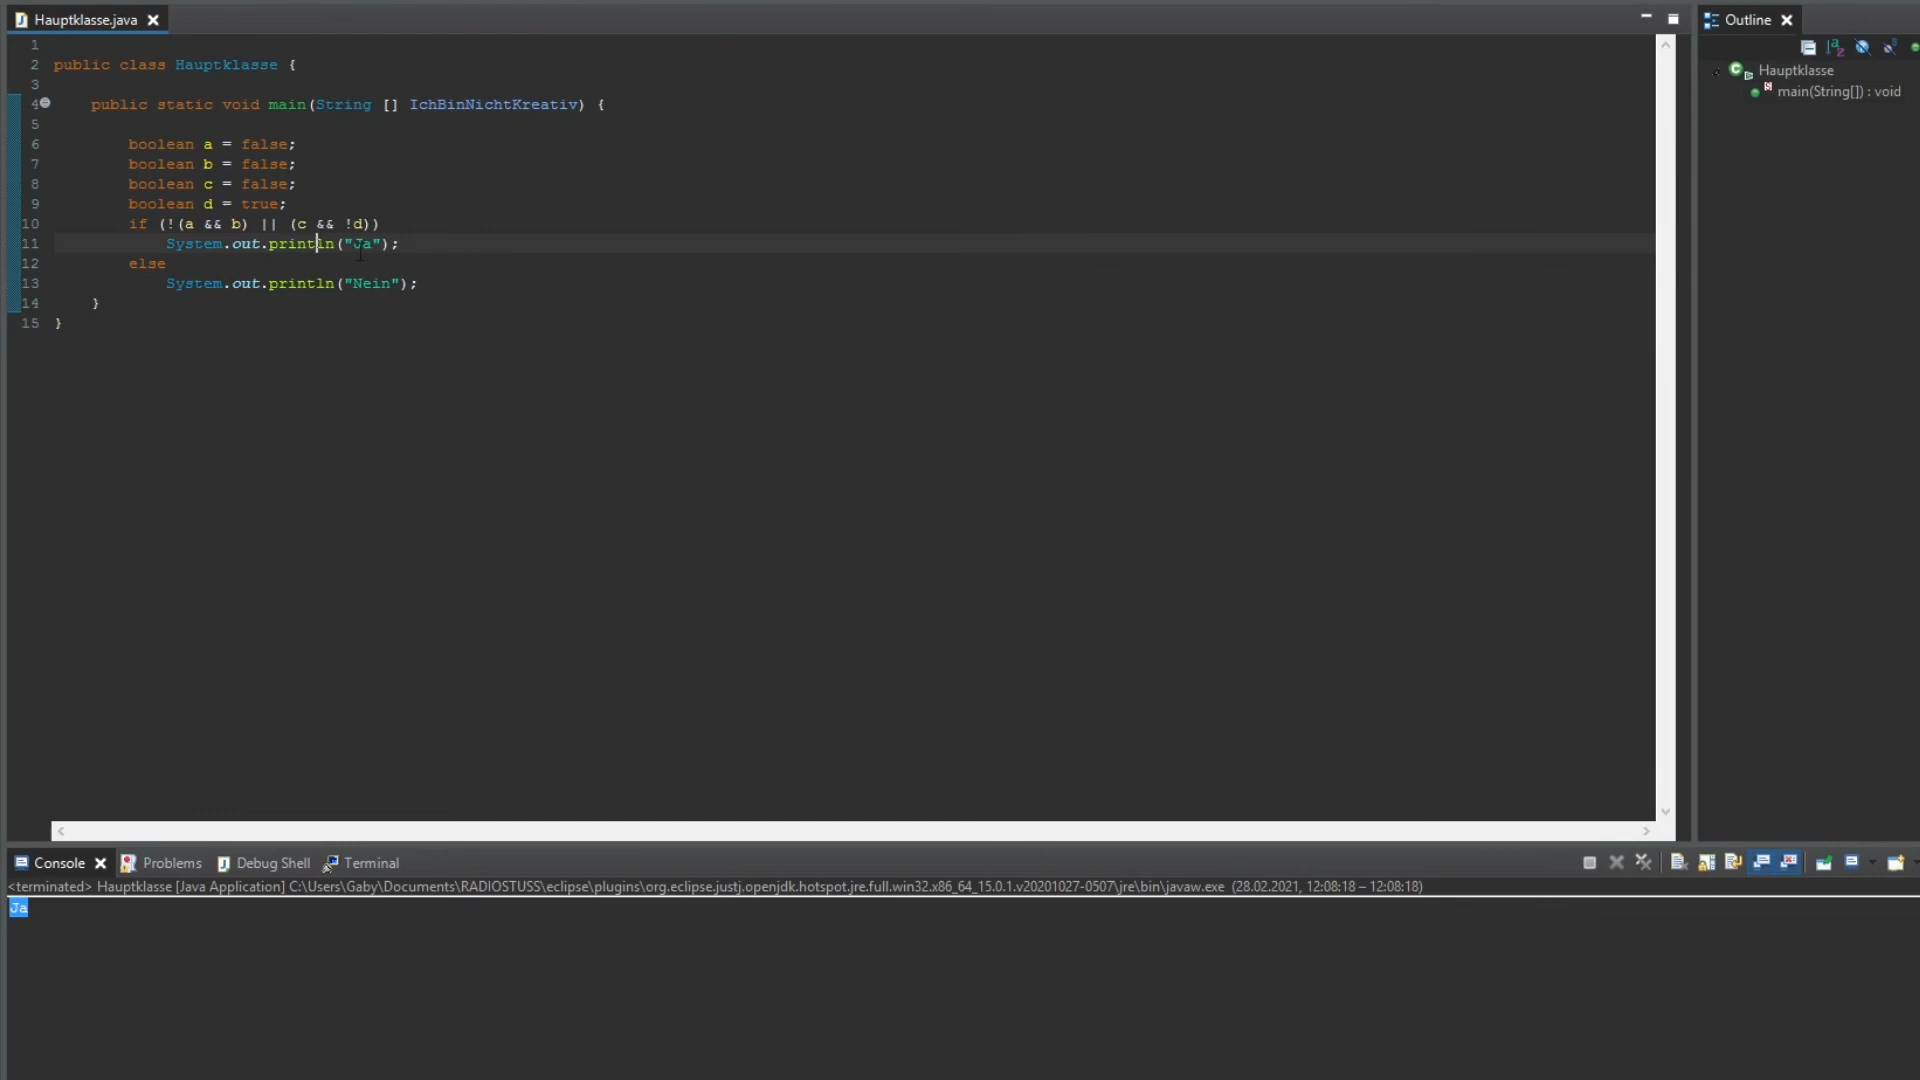 Hauptklasse.java
Outline
1
2 public class Hauptklasse {
3
4 public static void main(String [] IchBinNichtKreativ) {
5
6 boolean a = false;
7 boolean b = false;
8 boolean c = false;
9 boolean d = true;
10 if (!(a && b) || (c && !d))
11 System.out.println("Ja");
12 else
13 System.out.println("Nein");
14 }
15 }
Hauptklasse
main(String[]) : void
Console Problems Debug Shell Terminal
<terminated> Hauptklasse [Java Application] C:\Users\Gaby\Documents\RADIOSTUSS\eclipse\plugins\org.eclipse.justj.openjdk.hotspot.jre.full.win32.x86_64_15.0.1.v20201027-0507\jre\bin\javaw.exe (28.02.2021, 12:08:18 – 12:08:18)
Ja